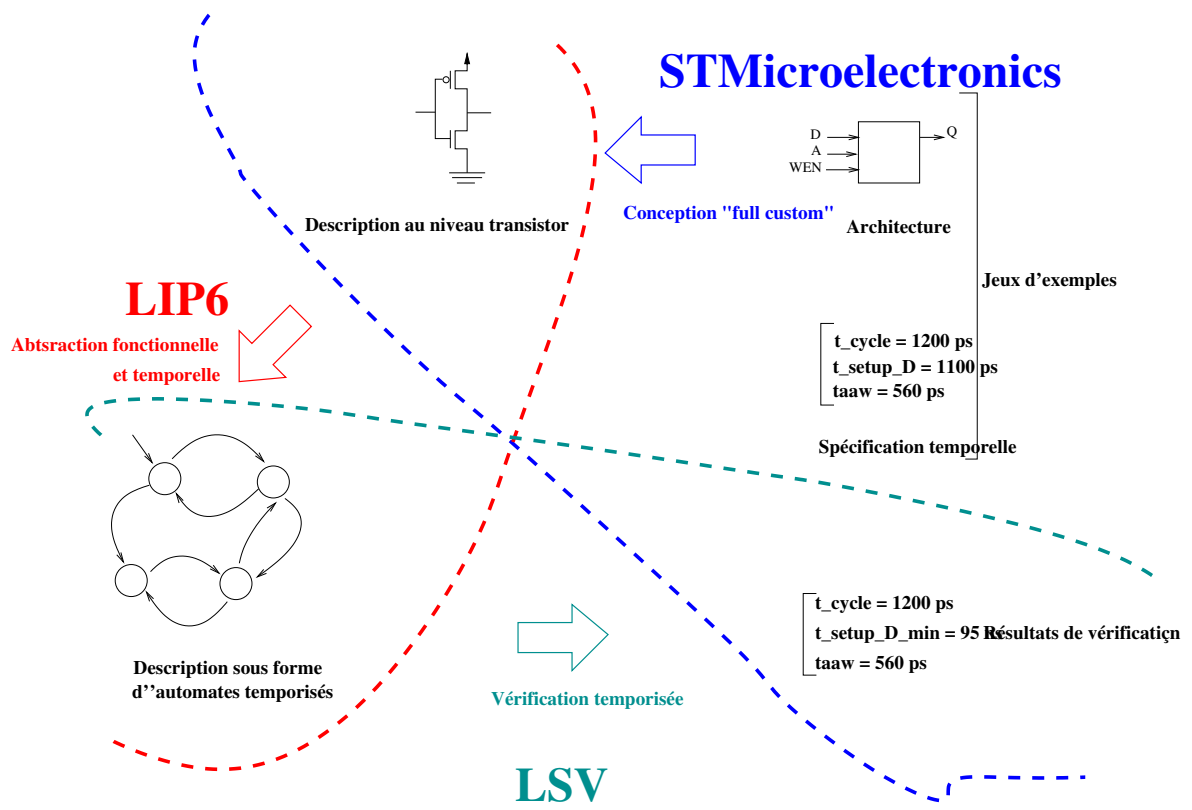 STMicroelectronics
D
A
WEN
Q
Conception "full custom"
Description au niveau transistor
Architecture
Jeux d'exemples
LIP6
Abtsraction fonctionnelle
et temporelle
t_cycle = 1200 ps
t_setup_D = 1100 ps
taaw = 560 ps
Spécification temporelle
t_cycle = 1200 ps
t_setup_D_min = 95
Résultats de vérification
taaw = 560 ps
Description sous forme
d''automates temporisés
Vérification temporisée
LSV